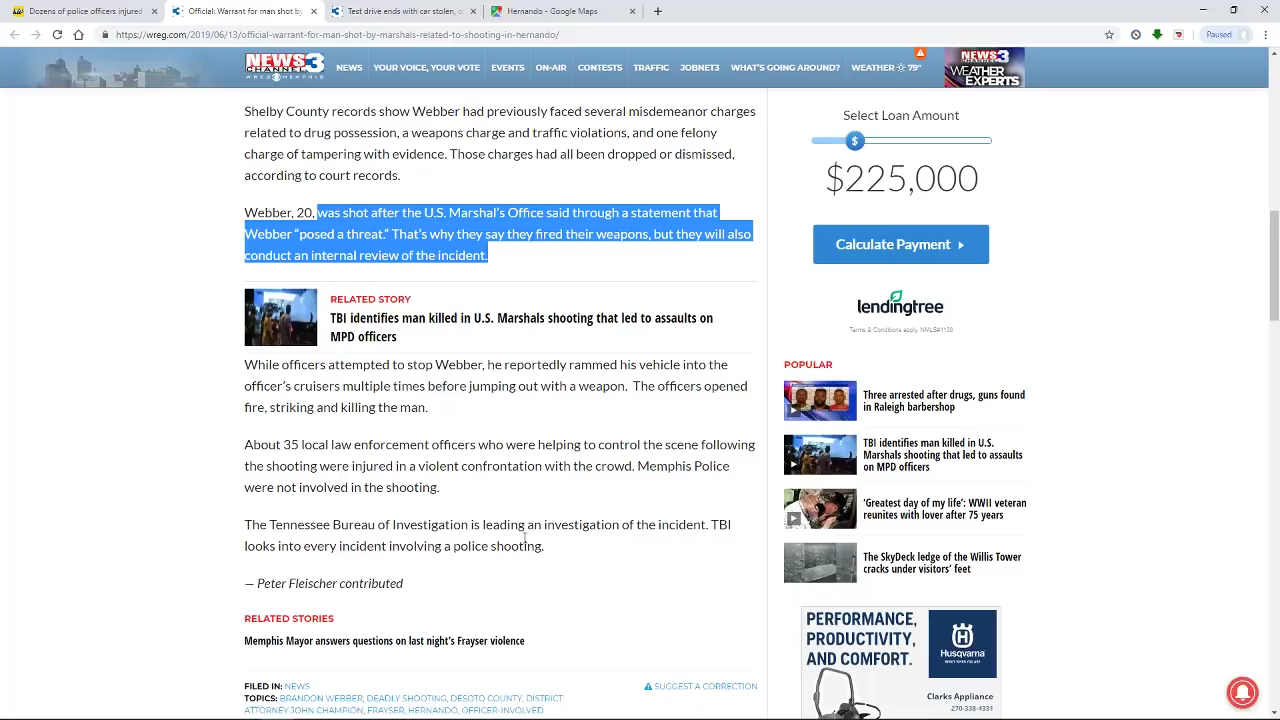 Dozens of police officers injured
Official Warrant for man shot by
Test drive with car stolen, o
Hernando - Google Maps
https://wreg.com/2019/06/13/official-warrant-for-man-shot-by-marshals-related-to-shooting-in-hernando/
Paused
NEWS 3
CHANNEL
WREG MEMPHIS
NEWS
YOUR VOICE, YOUR VOTE
EVENTS
ON-AIR
CONTESTS
TRAFFIC
JOBNET3
WHAT'S GOING AROUND?
WEATHER 79°
NEWS 3
WEATHER
EXPERTS
Shelby County records show Webber had previously faced several misdemeanor charges
related to drug possession, a weapons charge and traffic violations, and one felony
charge of tampering with evidence. Those charges had all been dropped or dismissed,
according to court records.
Webber, 20, was shot after the U.S. Marshal's Office said through a statement that
Webber “posed a threat.” That's why they say they fired their weapons, but they will also
conduct an internal review of the incident.
RELATED STORY
TBI identifies man killed in U.S. Marshals shooting that led to assaults on
MPD officers
While officers attempted to stop Webber, he reportedly rammed his vehicle into the
officer's cruisers multiple times before jumping out with a weapon. The officers opened
fire, striking and killing the man.
About 35 local law enforcement officers who were helping to control the scene following
the shooting were injured in a violent confrontation with the crowd. Memphis Police
were not involved in the shooting.
The Tennessee Bureau of Investigation is leading an investigation of the incident. TBI
looks into every incident involving a police shooting.
— Peter Fleischer contributed
RELATED STORIES
Memphis Mayor answers questions on last night's Frayser violence
FILED IN: NEWS
SUGGEST A CORRECTION
TOPICS: BRANDON WEBBER, DEADLY SHOOTING, DESOTO COUNTY, DISTRICT
ATTORNEY JOHN CHAMPION, FRAYSER, HERNANDO, OFFICER-INVOLVED
Select Loan Amount
$
$225,000
Calculate Payment
lendingtree
Terms & Conditions apply. NMLS#1136
POPULAR
Three arrested after drugs, guns found
in Raleigh barbershop
TBI identifies man killed in U.S.
Marshals shooting that led to assaults
on MPD officers
‘Greatest day of my life’: WWII veteran
reunites with lover after 75 years
The SkyDeck ledge of the Willis Tower
cracks under visitors' feet
PERFORMANCE,
PRODUCTIVITY,
AND COMFORT.
Husqvarna
READY WHEN YOU ARE
Clarks Appliance
270-338-4331